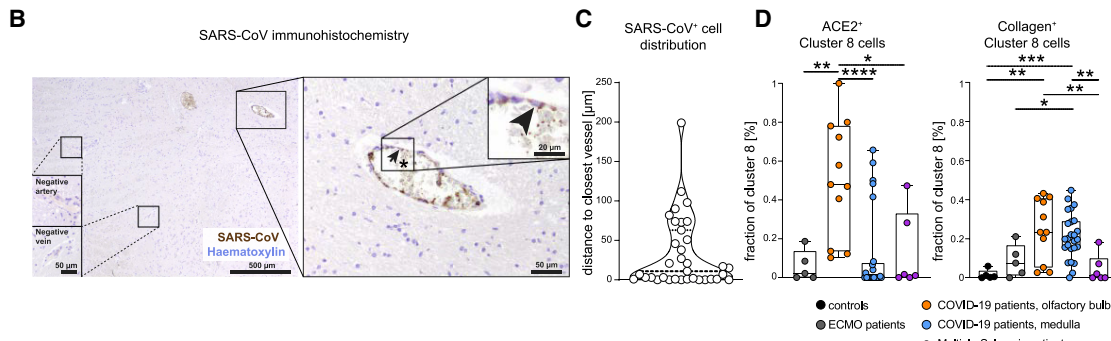 B
SARS-CoV immunohistochemistry
Negative
artery
Negative
vein
50 µm
SARS-CoV
Haematoxylin
500 µm
20 µm
*
50 µm
C
SARS-CoV⁺ cell
distribution
distance to closest vessel [µm]
250
200
150
100
50
0
D
ACE2⁺
Cluster 8 cells
fraction of cluster 8 [%]
1
0.8
0.6
0.4
0.2
0
** *
****
Collagen⁺
Cluster 8 cells
fraction of cluster 8 [%]
1
0.8
0.6
0.4
0.2
0
***
** **
**
*
controls
ECMO patients
COVID-19 patients, olfactory bulb
COVID-19 patients, medulla